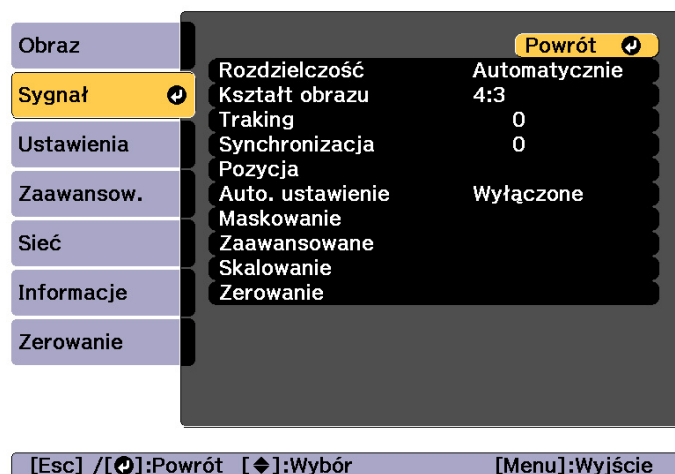 Obraz
Sygnał
Ustawienia
Zaawansow.
Sieć
Informacje
Zerowanie
Powrót
Rozdzielczość Automatycznie
Kształt obrazu 4:3
Traking 0
Synchronizacja 0
Pozycja
Auto. ustawienie Wyłączone
Maskowanie
Zaawansowane
Skalowanie
Zerowanie
[Esc] /[ ]:Powrót [ ]:Wybór [Menu]:Wyjście